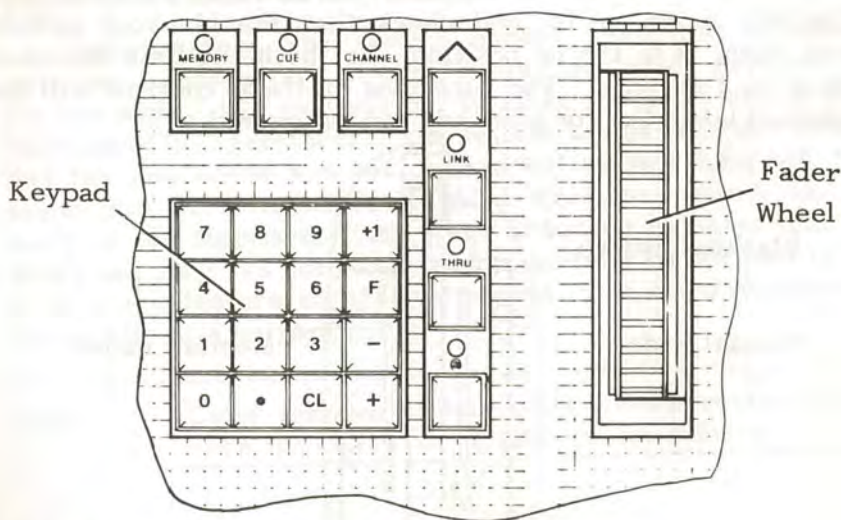 MEMORY CUE CHANNEL
LINK
Keypad
Fader
Wheel
7 8 9 +1
THRU
4 5 6 F
1 2 3 −
0 • CL +